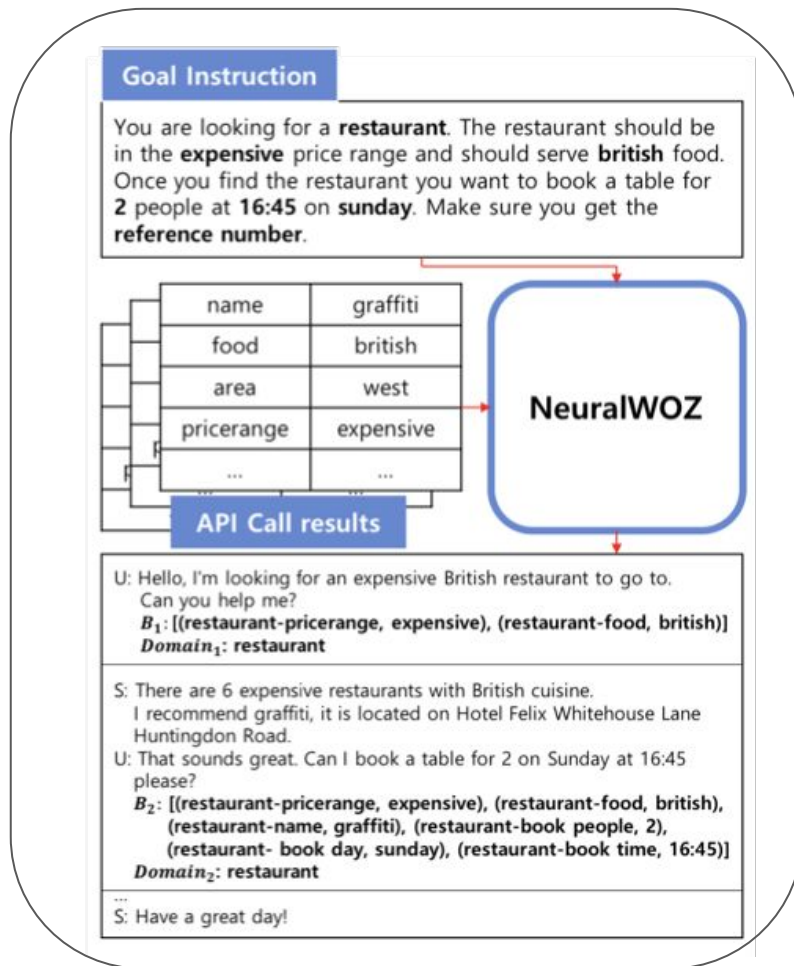 Goal Instruction
You are looking for a restaurant. The restaurant should be
in the expensive price range and should serve british food.
Once you find the restaurant you want to book a table for
2 people at 16:45 on sunday. Make sure you get the
reference number.
name graffiti
food british
area west
pricerange expensive
... ...
API Call results
NeuralWOZ
U: Hello, I'm looking for an expensive British restaurant to go to.
Can you help me?
B₁: [(restaurant-pricerange, expensive), (restaurant-food, british)]
Domain₁: restaurant
S: There are 6 expensive restaurants with British cuisine.
I recommend graffiti, it is located on Hotel Felix Whitehouse Lane
Huntingdon Road.
U: That sounds great. Can I book a table for 2 on Sunday at 16:45
please?
B₂: [(restaurant-pricerange, expensive), (restaurant-food, british),
(restaurant-name, graffiti), (restaurant-book people, 2),
(restaurant- book day, sunday), (restaurant-book time, 16:45)]
Domain₂: restaurant
...
S: Have a great day!